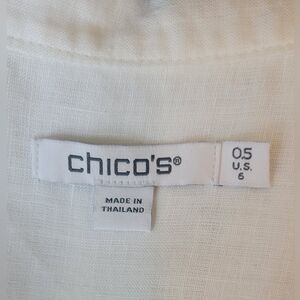 chico's®
0.5
U.S.
6
MADE IN
THAILAND